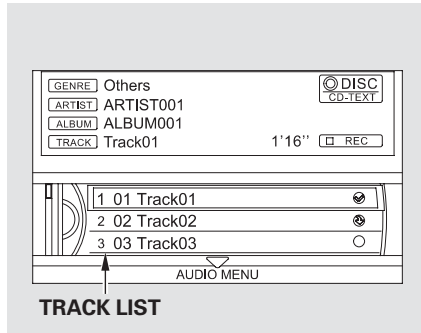 GENRE Others DISC
CD-TEXT
ARTIST ARTIST001
ALBUM ALBUM001
TRACK Track01 1'16'' REC
1 01 Track01
2 02 Track02
3 03 Track03
AUDIO MENU
TRACK LIST